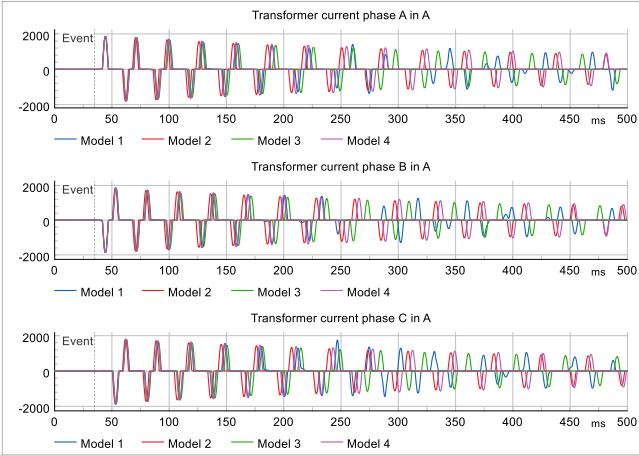 Transformer current phase A in A
2000
Event
0
-2000
0 50 100 150 200 250 300 350 400 450 ms 500
Model 1 Model 2 Model 3 Model 4
Transformer current phase B in A
2000
Event
0
-2000
0 50 100 150 200 250 300 350 400 450 500
ms
Model 1 Model 2 Model 3 Model 4
Transformer current phase C in A
2000
Event
0
-2000
0 50 100 150 200 250 300 350 400 450 ms 500
Model 1 Model 2 Model 3 Model 4